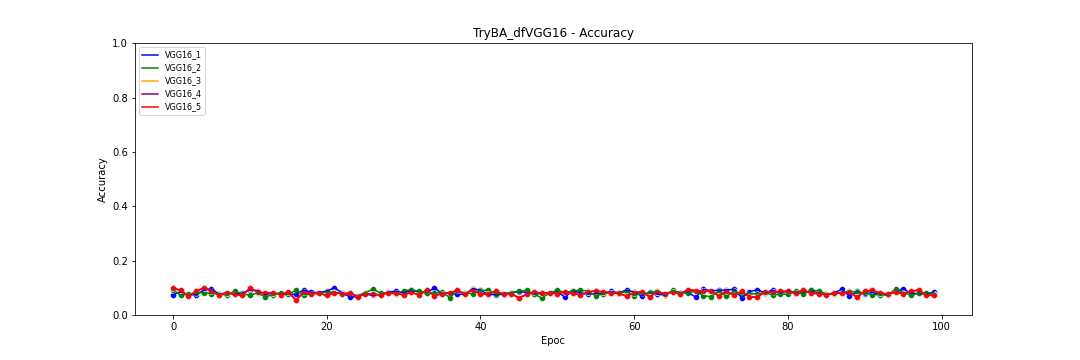 TryBA_dfVGG16 - Accuracy
1.0
0.8
0.6
0.4
0.2
0.0
Accuracy
VGG16_1
VGG16_2
VGG16_3
VGG16_4
VGG16_5
0 20 40 60 80 100
Epoc